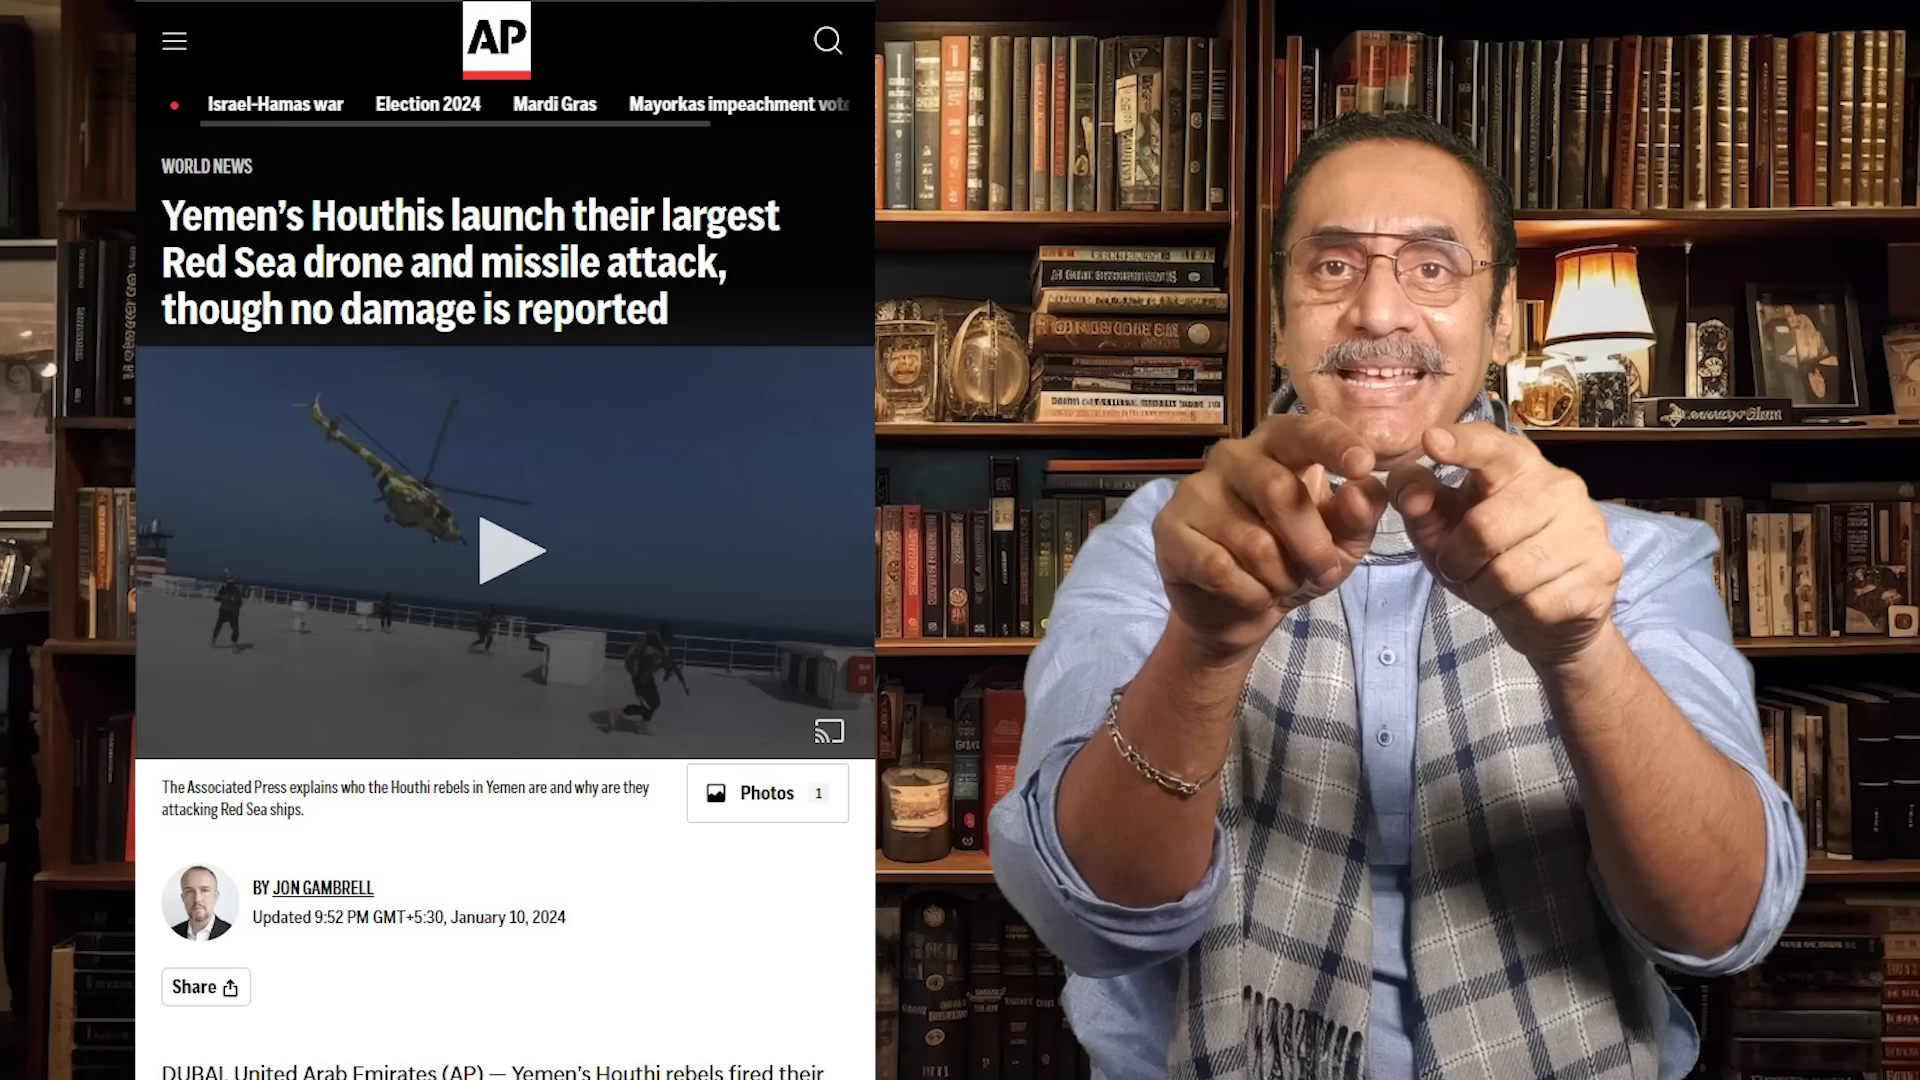 AP
Israel-Hamas war Election 2024 Mardi Gras Mayorkas impeachment vote
WORLD NEWS
Yemen's Houthis launch their largest
Red Sea drone and missile attack,
though no damage is reported
The Associated Press explains who the Houthi rebels in Yemen are and why are they
attacking Red Sea ships.
Photos 1
BY JON GAMBRELL
Updated 9:52 PM GMT+5:30, January 10, 2024
Share
DUBAI, United Arab Emirates (AP) — Yemen's Houthi rebels fired their